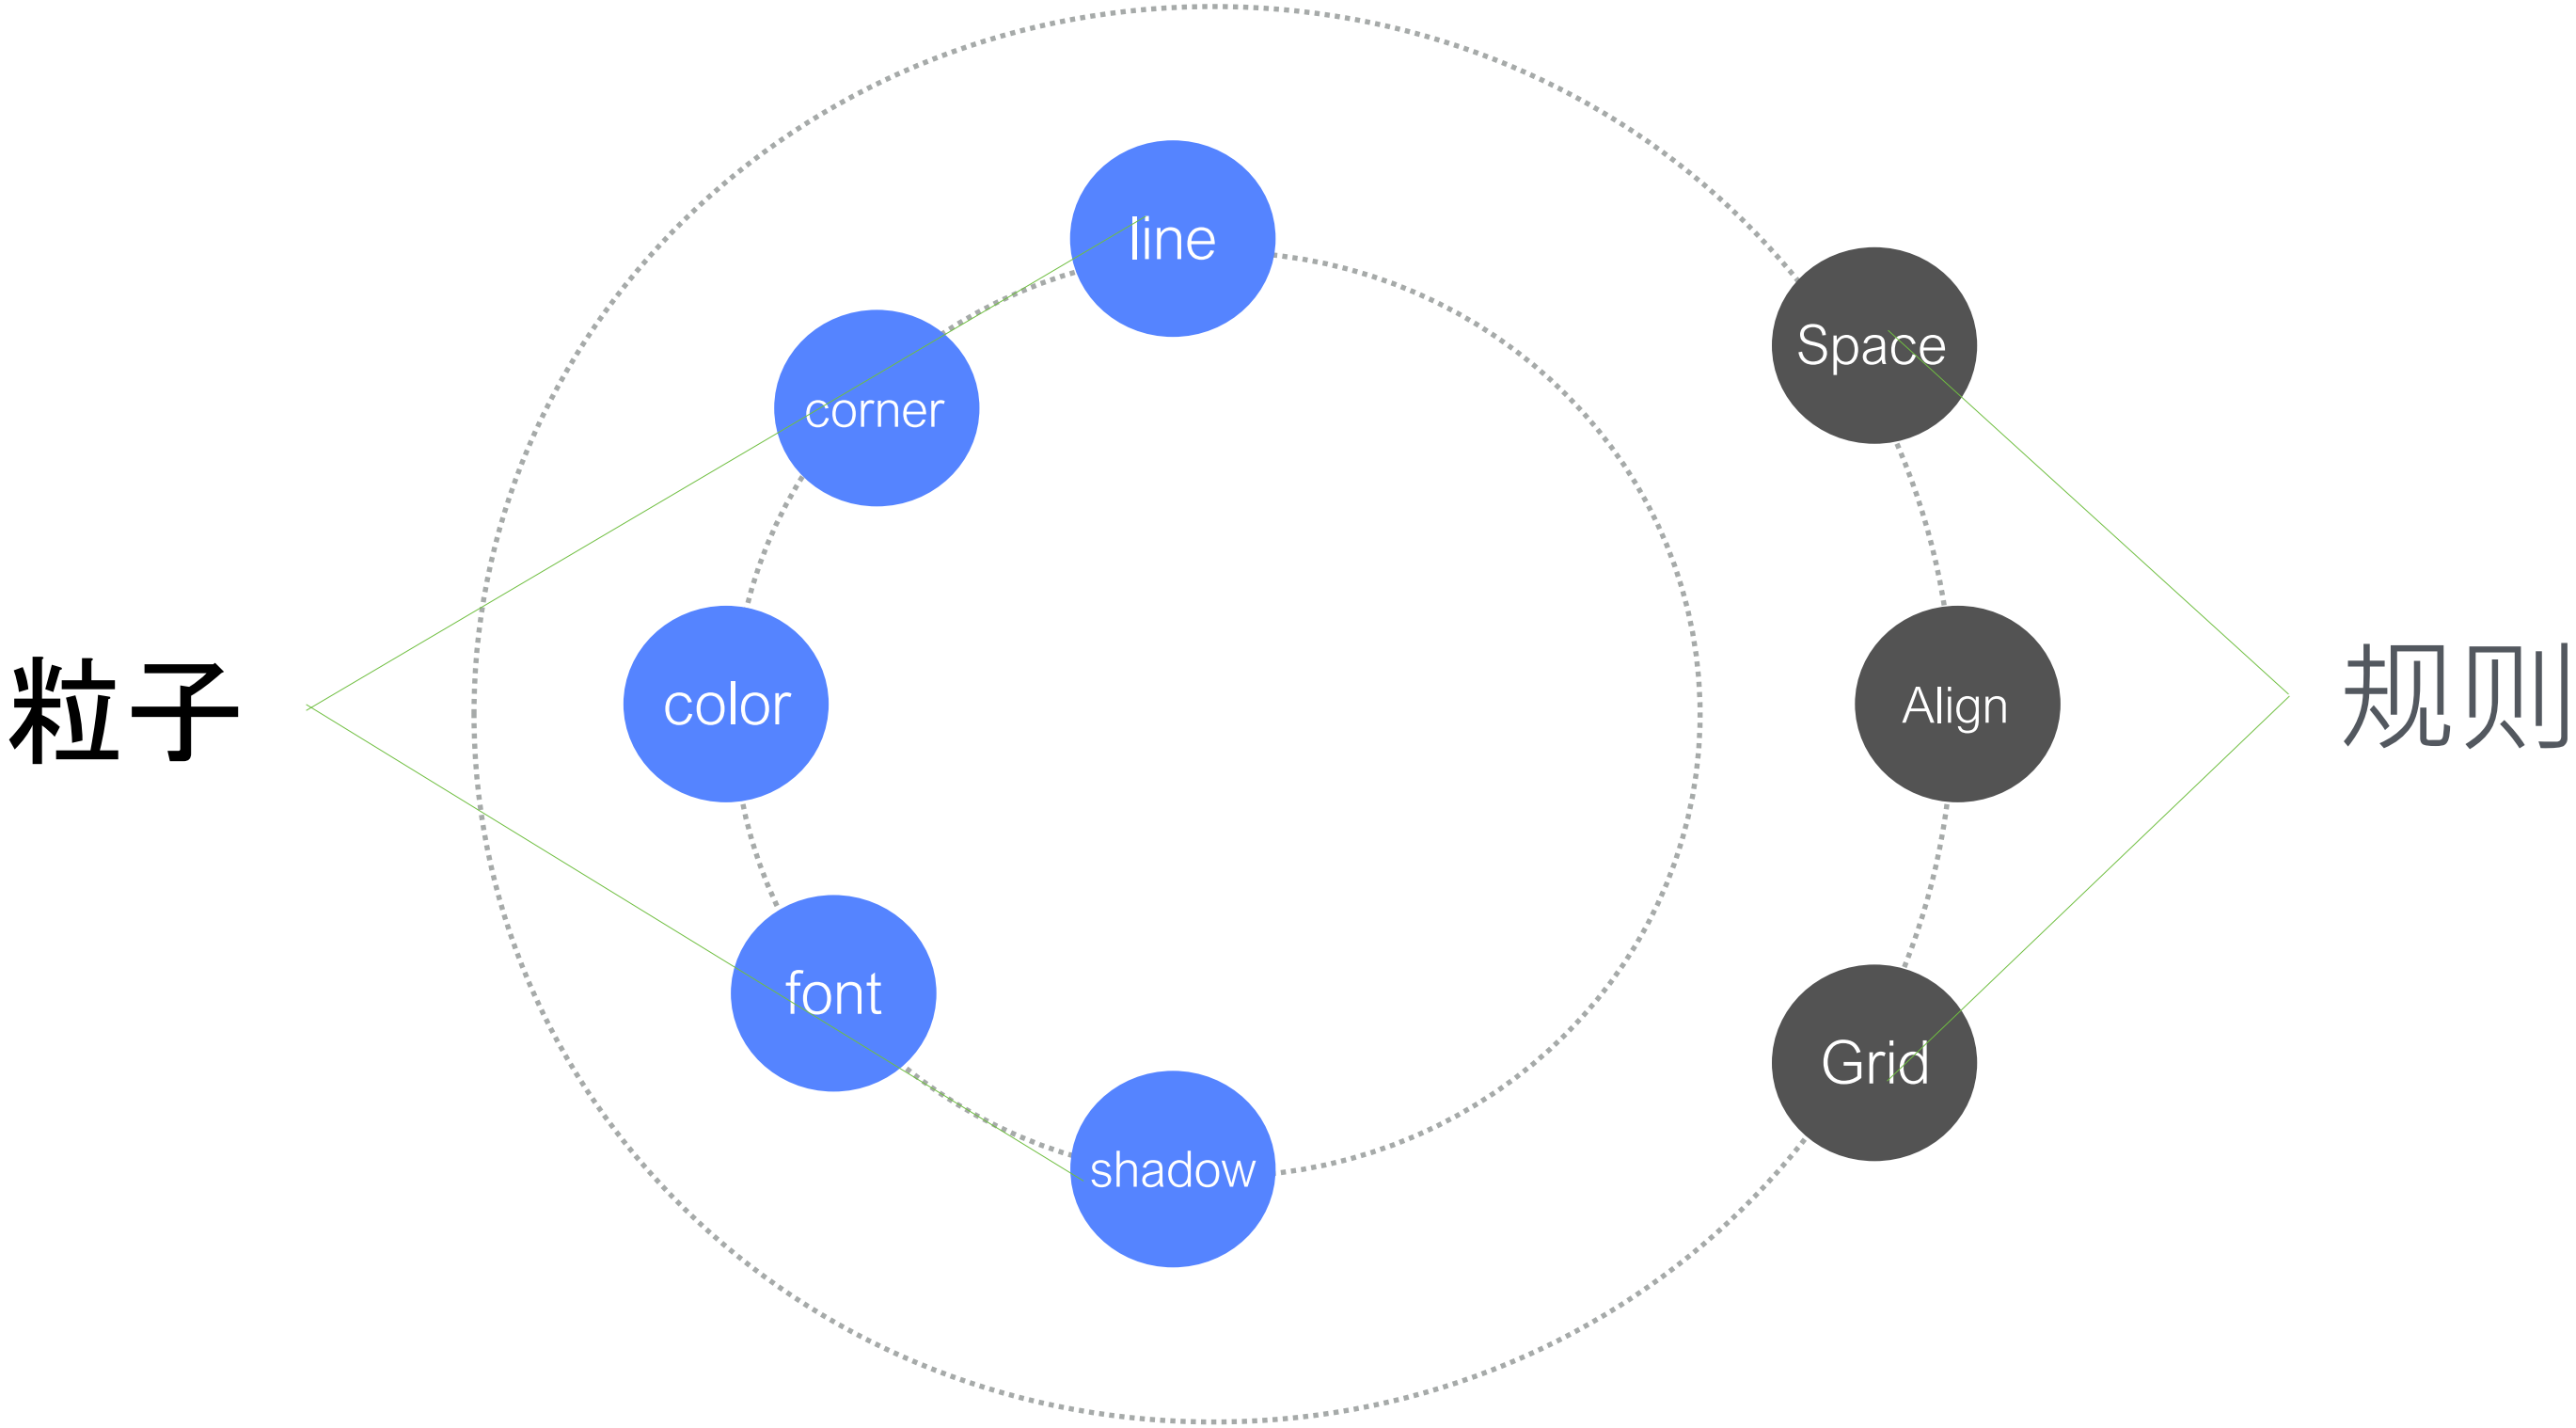 line
Space
corner
粒子
color
Align
规则
font
Grid
shadow